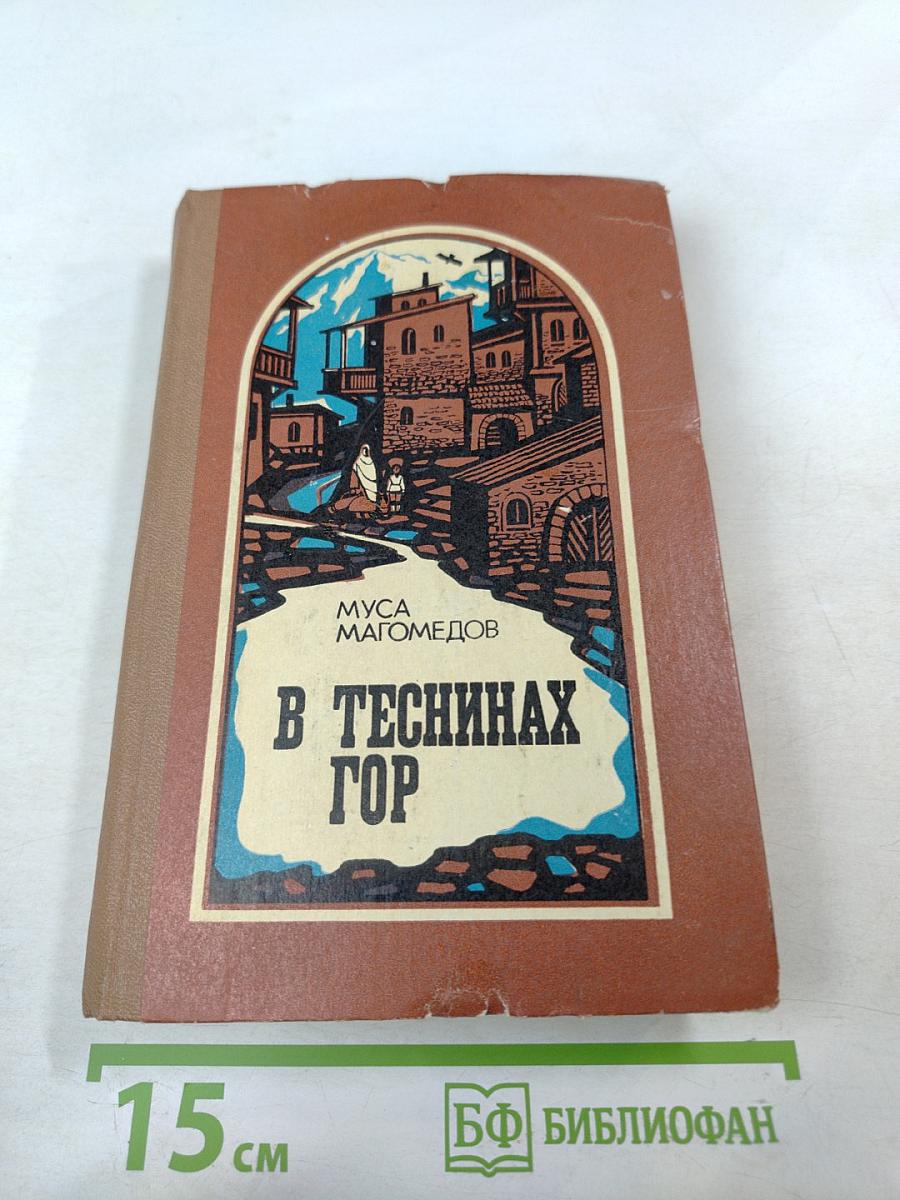 МУСА
МАГОМЕДОВ
В ТЕСНИНАХ
ГОР
15 см
БФ БИБЛИОФАН